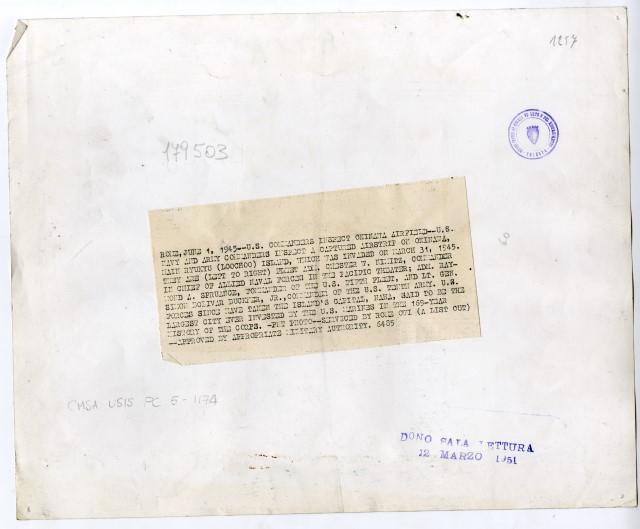 1257
179503
ROME, JUNE 1, 1945--U.S. COMMANDERS INSPECT OKINAWA AIRFIELD--U.S.
NAVY AND ARMY COMMANDERS INSPECT A CAPTURED AIRSTRIP ON OKINAWA,
MAIN RYUKYU (LOOCHOO) ISLAND, WHICH WAS INVADED ON MARCH 31, 1945.
THEY ARE (LEFT TO RIGHT) FLEET ADM. CHESTER W. NIMITZ, COMMANDER
IN CHIEF OF ALLIED NAVAL FORCES IN THE PACIFIC THEATER; ADM. RAY-
MOND A. SPRUANCE, COMMANDER OF THE U.S. FIFTH FLEET, AND LT. GEN.
SIMON BOLIVAR BUCKNER, JR., COMMANDER OF THE U.S. TENTH ARMY. U.S.
FORCES SINCE HAVE TAKEN THE ISLAND'S CAPITAL, NAHA, SAID TO BE THE
LARGEST CITY EVER INVESTED BY THE U.S. MARINES IN THE 169-YEAR
HISTORY OF THE CORPS. -PWB PHOTO--SERVICED BY ROME OWI (A LIST OUT)
--APPROVED BY APPROPRIATE MILITARY AUTHORITY. 6485
CMSA USIS PC 5-1174
DONO SALA LETTURA
12 MARZO 1951